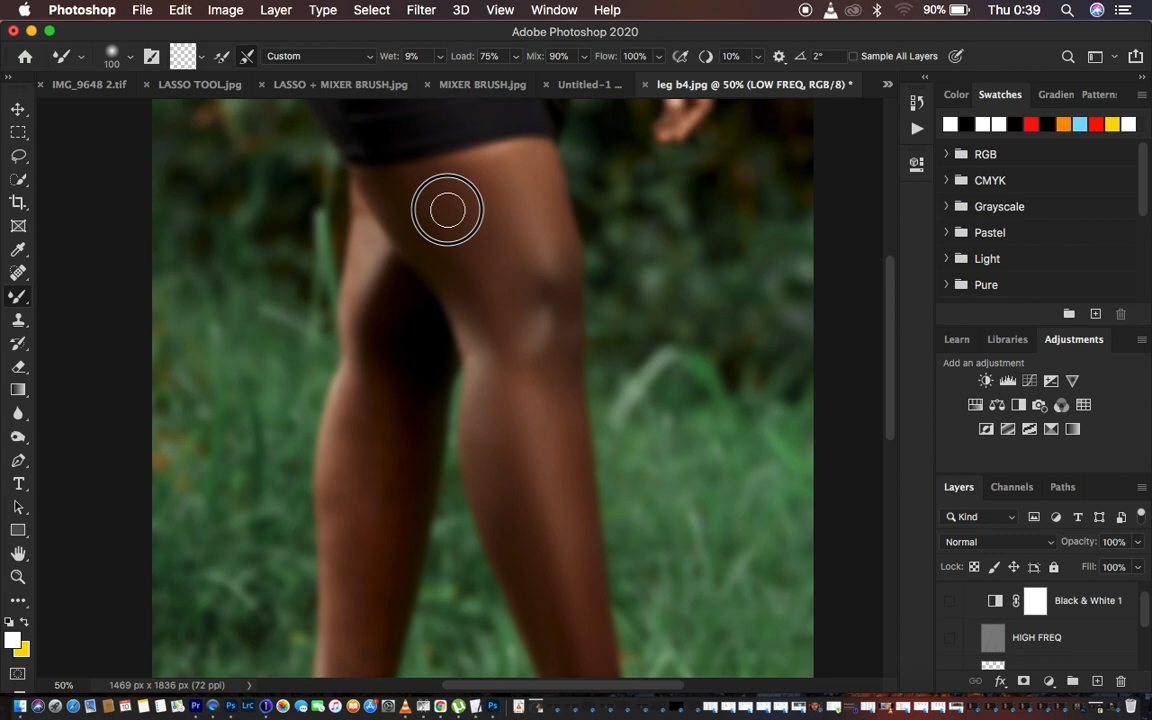 Photoshop File Edit Image Layer Type Select Filter 3D View Window Help 90% Thu 0:39
Adobe Photoshop 2020
100 Custom Wet: 9% Load: 75% Mix: 90% Flow: 100% 10% 2° Sample All Layers
IMG_9648 2.tif LASSO TOOL.jpg LASSO + MIXER BRUSH.jpg MIXER BRUSH.jpg Untitled-1 ... leg b4.jpg @ 50% (LOW FREQ, RGB/8) *
Color Swatches Gradien Pattern:
RGB
CMYK
Grayscale
Pastel
Light
Pure
Learn Libraries Adjustments
Add an adjustment
Layers Channels Paths
Kind
Normal Opacity: 100%
Lock: Fill: 100%
Black & White 1
HIGH FREQ
50% 1469 px x 1836 px (72 ppi)